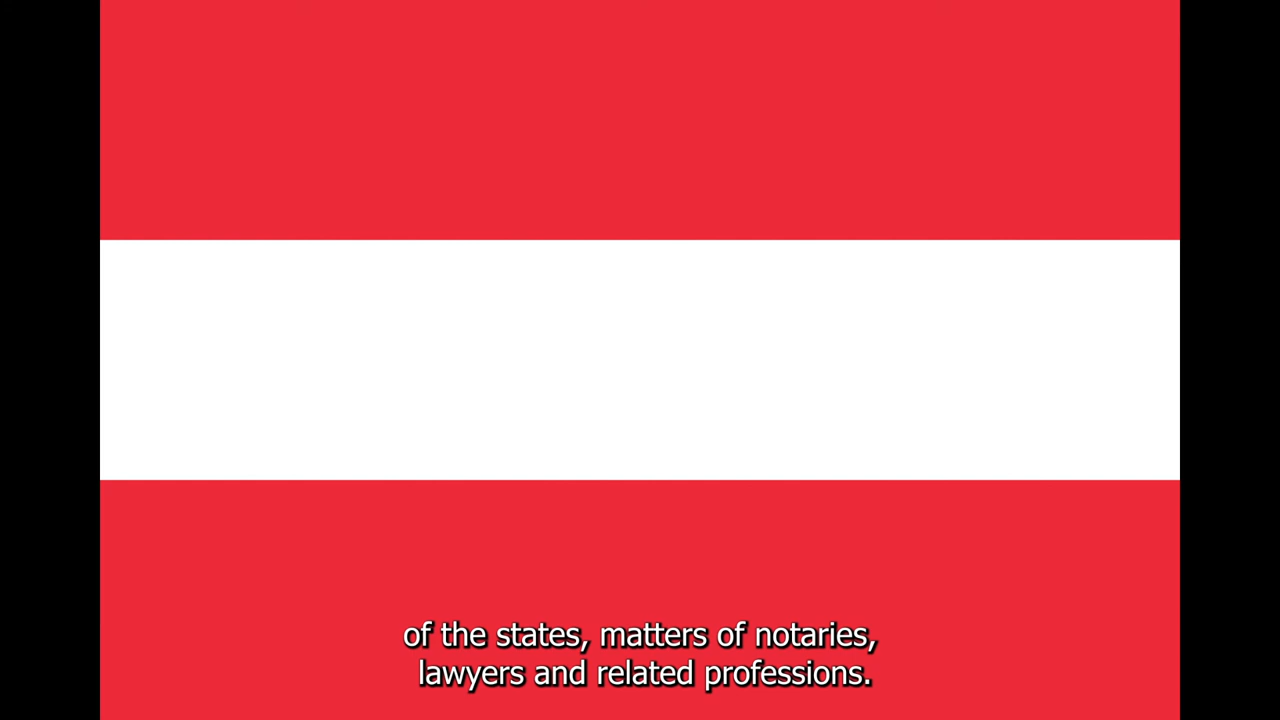 of the states, matters of notaries,
lawyers and related professions.